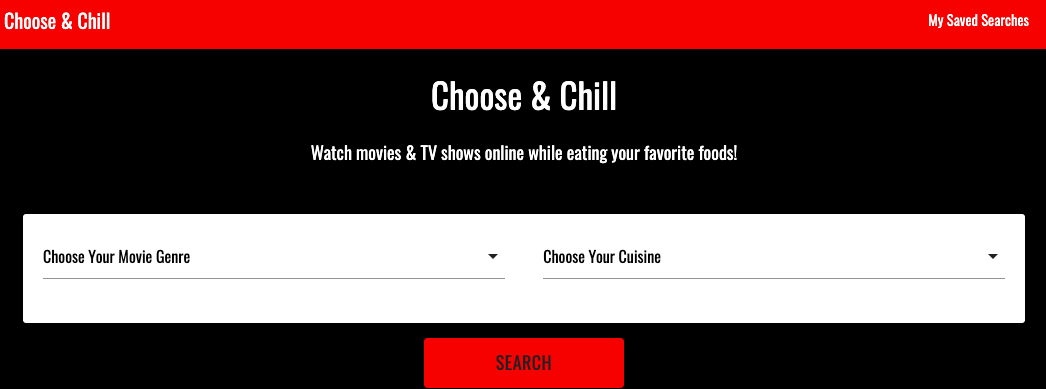 Choose & Chill
My Saved Searches
Choose & Chill
Watch movies & TV shows online while eating your favorite foods!
Choose Your Movie Genre
Choose Your Cuisine
SEARCH